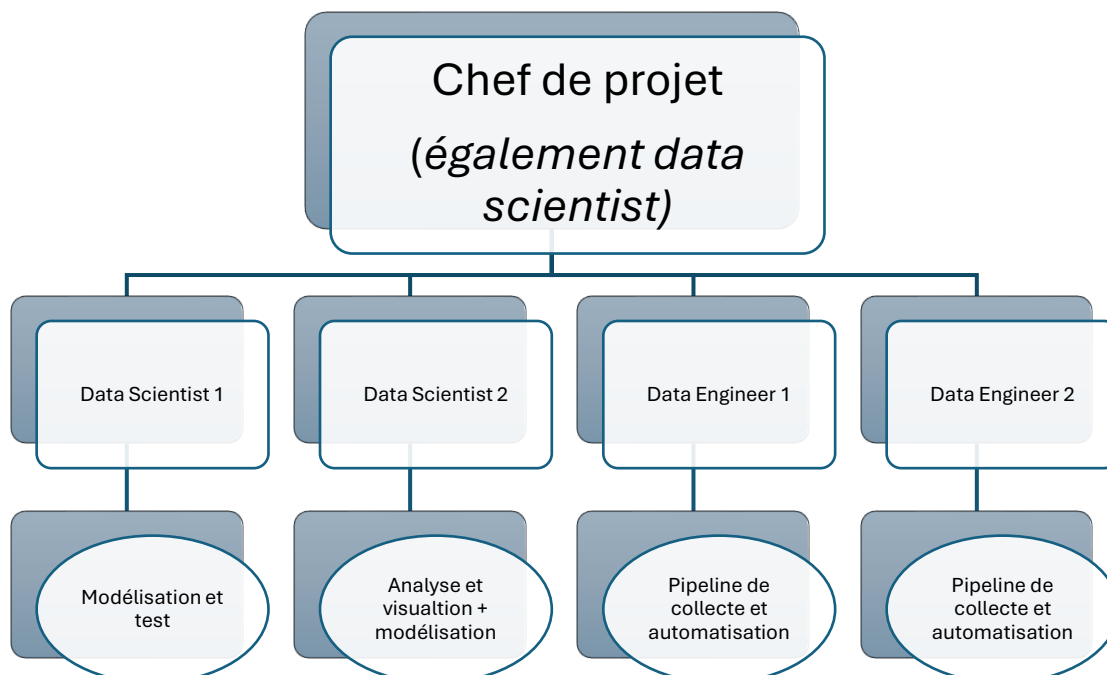 Chef de projet
(également data
scientist)
Data Scientist 1
Data Scientist 2
Data Engineer 1
Data Engineer 2
Modélisation et
test
Analyse et
visualtion +
modélisation
Pipeline de
collecte et
automatisation
Pipeline de
collecte et
automatisation